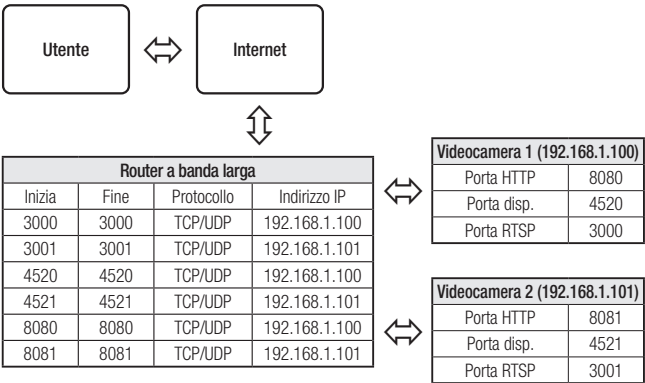 Utente
Internet
Router a banda larga
Inizia Fine Protocollo Indirizzo IP
3000 3000 TCP/UDP 192.168.1.100
3001 3001 TCP/UDP 192.168.1.101
4520 4520 TCP/UDP 192.168.1.100
4521 4521 TCP/UDP 192.168.1.101
8080 8080 TCP/UDP 192.168.1.100
8081 8081 TCP/UDP 192.168.1.101
Videocamera 1 (192.168.1.100)
Porta HTTP 8080
Porta disp. 4520
Porta RTSP 3000
Videocamera 2 (192.168.1.101)
Porta HTTP 8081
Porta disp. 4521
Porta RTSP 3001